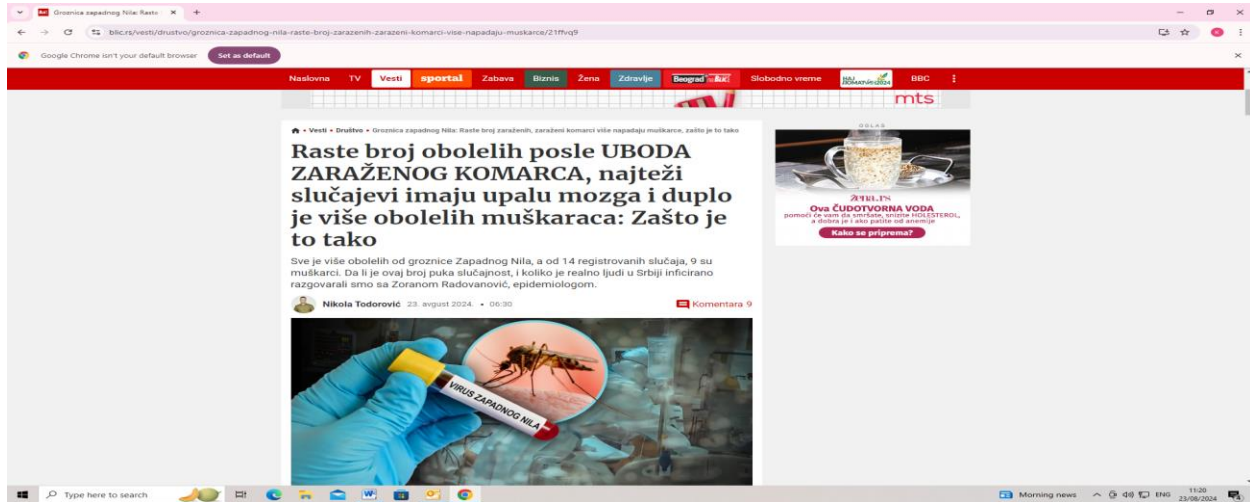 Groznica zapadnog Nila: Raste
blic.rs/vesti/drustvo/groznica-zapadnog-nila-raste-broj-zarazenih-zarazeni-komarci-vise-napadaju-muskarce/21ffvq9
Google Chrome isn't your default browser
Set as default
Naslovna TV Vesti sportal Zabava Biznis Žena Zdravlje Beograd Blic Slobodno vreme BBC
mts
Vesti • Društvo • Groznica zapadnog Nila: Raste broj zaraženih, zaraženi komarci više napadaju muškarce, zašto je to tako
Raste broj obolelih posle UBODA
ZARAŽENOG KOMARCA, najteži
slučajevi imaju upalu mozga i duplo
je više obolelih muškaraca: Zašto je
to tako
Sve je više obolelih od groznice Zapadnog Nila, a od 14 registrovanih slučaja, 9 su
muškarci. Da li je ovaj broj puka slučajnost, i koliko je realno ljudi u Srbiji inficirano
razgovarali smo sa Zoranom Radovanović, epidemiologom.
Nikola Todorović 23. avgust 2024. • 06:30
Komentara 9
VIRUS ZAPADNOG NILA
OGLAS
žena.rs
Ova ČUDOTVORNA VODA
pomoći će vam da smršate, snizite HOLESTEROL,
a dobra je i ako patite od anemije
Kako se priprema?
Type here to search
Morning news
ENG
11:20
23/08/2024